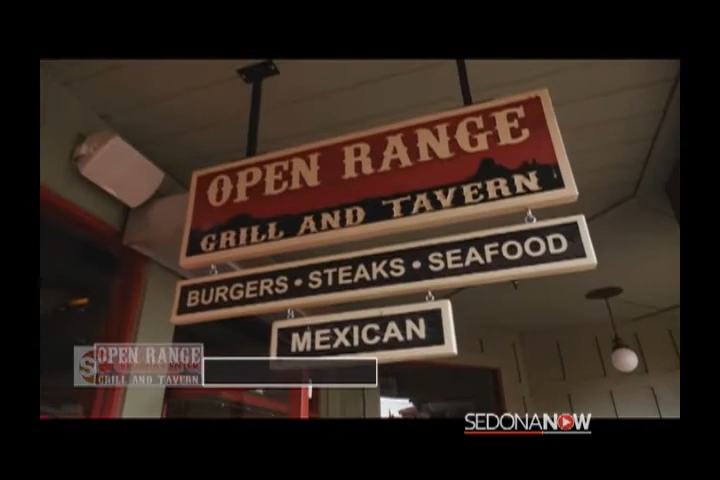 OPEN RANGE
GRILL AND TAVERN
BURGERS • STEAKS • SEAFOOD
MEXICAN
OPEN RANGE
GRILL AND TAVERN
SEDONANOW